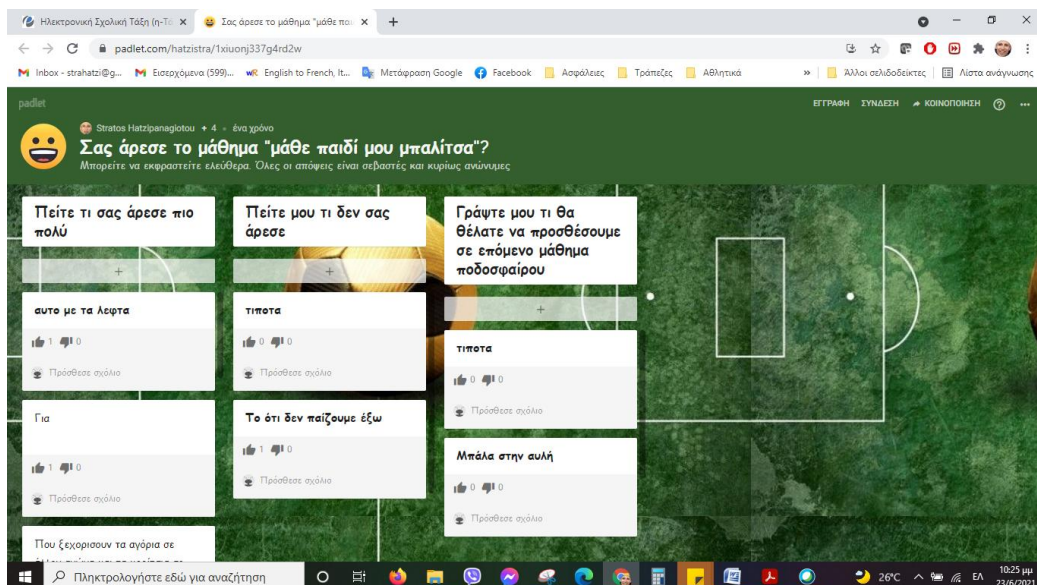 Ηλεκτρονική Σχολική Τάξη (η-Τά
Σας άρεσε το μάθημα "μάθε παι
padlet.com/hatzistra/1xiuonj337g4rd2w
Inbox - strahatzi@g...
Εισερχόμενα (599)...
English to French, It...
Μετάφραση Google
Facebook
Ασφάλειες
Τράπεζες
Αθλητικά
»
Άλλοι σελιδοδείκτες
Λίστα ανάγνωσης
padlet
ΕΓΓΡΑΦΗ ΣΥΝΔΕΣΗ ΚΟΙΝΟΠΟΙΗΣΗ
Stratos Hatzipanagiotou + 4 • ένα χρόνο
Σας άρεσε το μάθημα "μάθε παιδί μου μπαλίτσα"?
Μπορείτε να εκφραστείτε ελεύθερα. Όλες οι απόψεις είναι σεβαστές και κυρίως ανώνυμες
Πείτε τι σας άρεσε πιο
πολύ
+
αυτο με τα λεφτα
1 0
Πρόσθεσε σχόλιο
Για
1 0
Πρόσθεσε σχόλιο
Που ξεχορισουν τα αγόρια σε
Πείτε μου τι δεν σας
άρεσε
+
τιποτα
0 0
Πρόσθεσε σχόλιο
Το ότι δεν παίζουμε έξω
1 0
Πρόσθεσε σχόλιο
Γράψτε μου τι θα
θέλατε να προσθέσουμε
σε επόμενο μάθημα
ποδοσφαίρου
+
τιποτα
0 0
Πρόσθεσε σχόλιο
Μπάλα στην αυλή
0 0
Πρόσθεσε σχόλιο
Πληκτρολογήστε εδώ για αναζήτηση
26°C
ΕΛ
10:25 μμ
23/6/2021